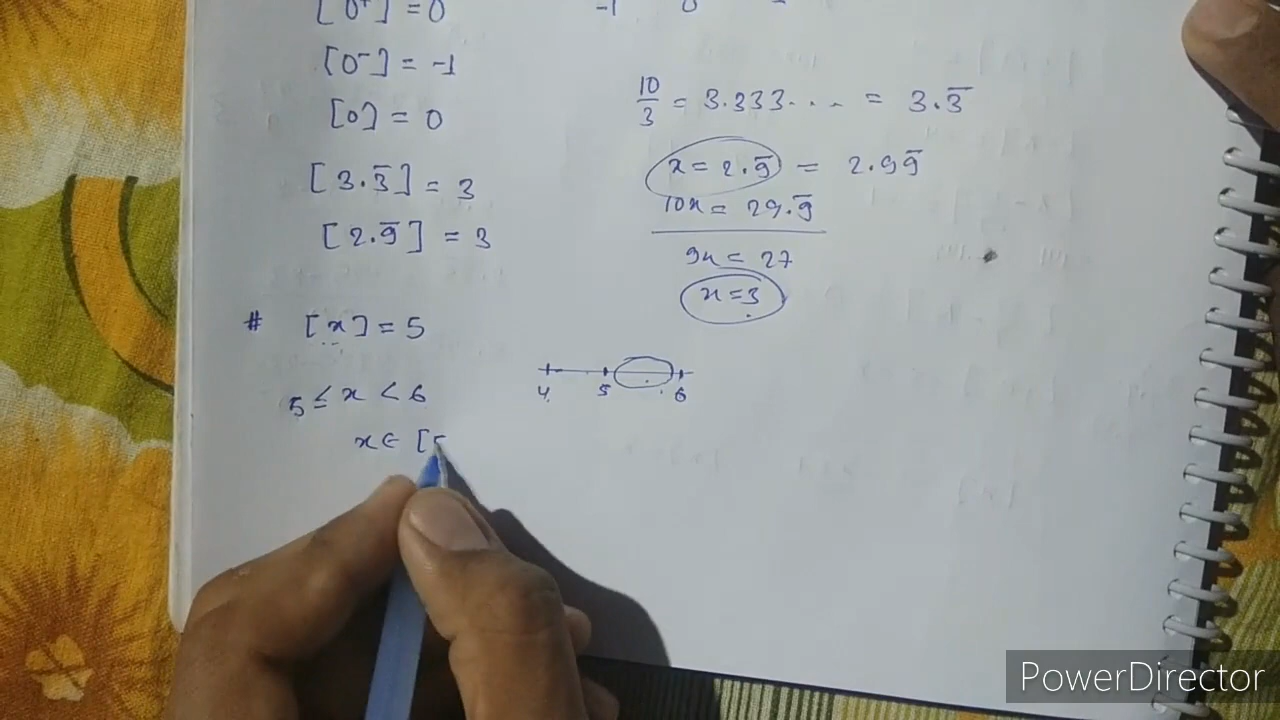 [0⁺] = 0
-1 0
[0⁻] = -1
[0] = 0
[3.3̅] = 3
[2.9̅] = 3
10/3 = 3.333.... = 3.3̅
x = 2.9̅ = 2.99̅
10x = 29.9̅
9x = 27
x = 3
# [x] = 5
4 5 6
5 ≤ x < 6
x ∈ [5
PowerDirector